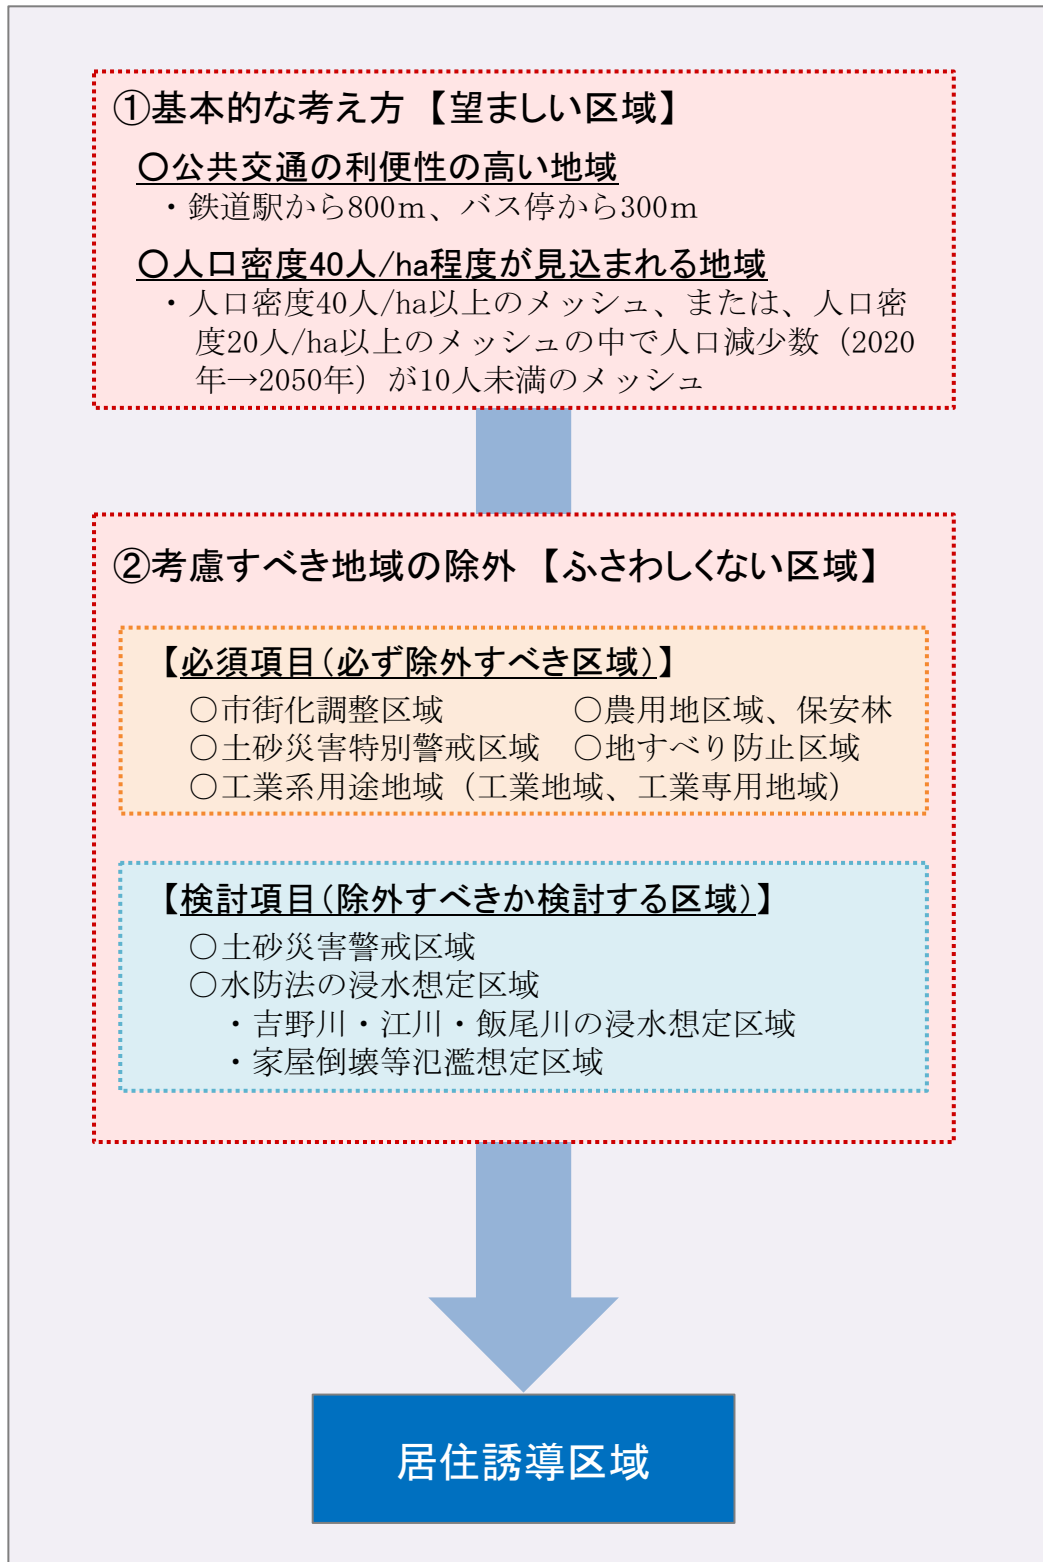 ①基本的な考え方 【望ましい区域】
〇公共交通の利便性の高い地域
・鉄道駅から800ｍ、バス停から300ｍ
〇人口密度40人/ha程度が見込まれる地域
・人口密度40人/ha以上のメッシュ、または、人口密
度20人/ha以上のメッシュの中で人口減少数（2020
年→2050年）が10人未満のメッシュ
②考慮すべき地域の除外 【ふさわしくない区域】
【必須項目（必ず除外すべき区域）】
○市街化調整区域 ○農用地区域、保安林
○土砂災害特別警戒区域 ○地すべり防止区域
○工業系用途地域（工業地域、工業専用地域）
【検討項目（除外すべきか検討する区域）】
○土砂災害警戒区域
○水防法の浸水想定区域
・吉野川・江川・飯尾川の浸水想定区域
・家屋倒壊等氾濫想定区域
居住誘導区域